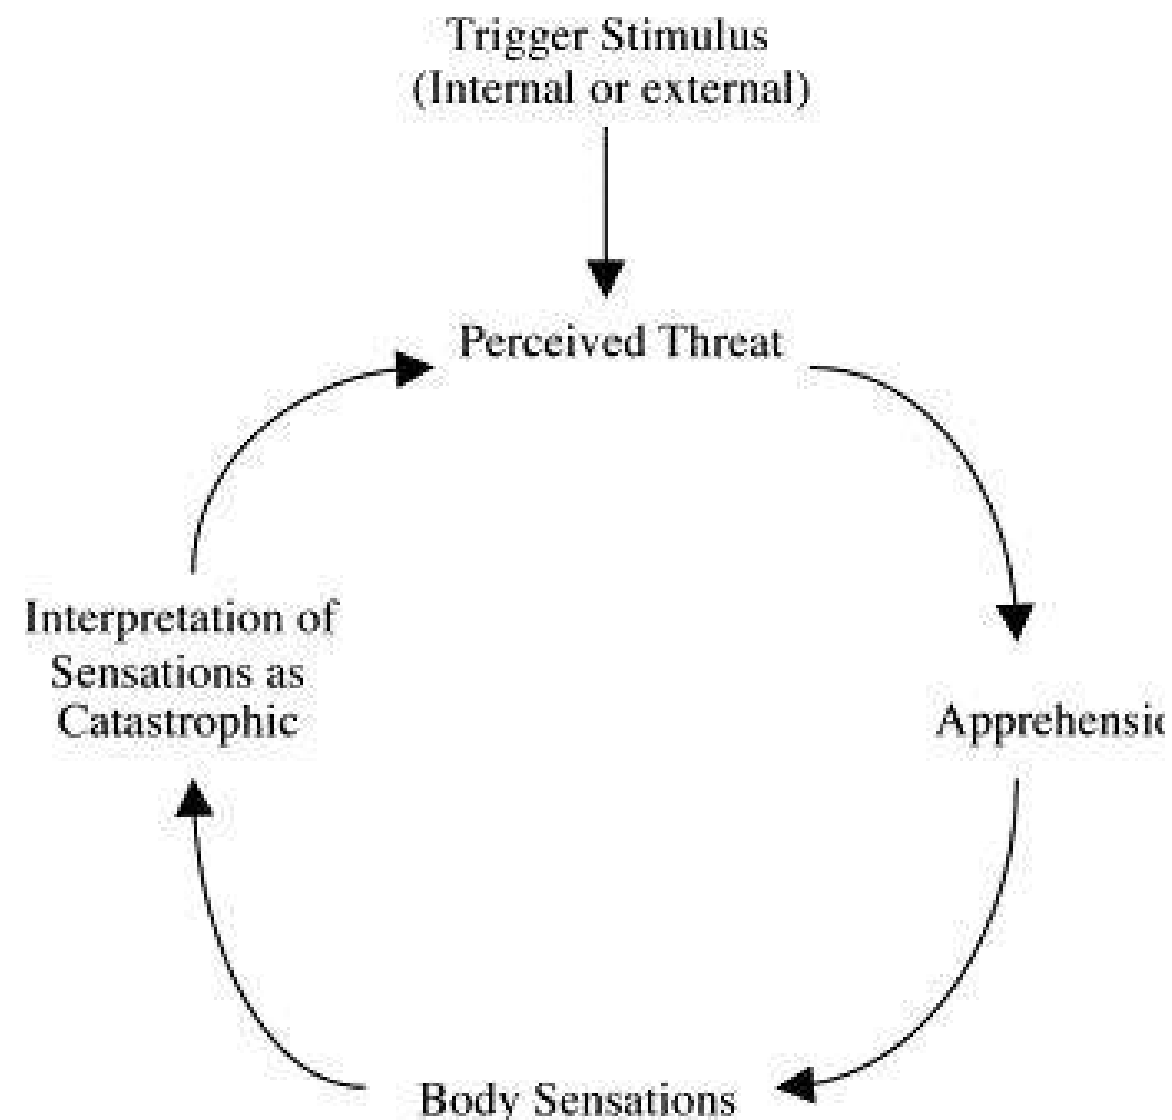 Trigger Stimulus
(Internal or external)
Perceived Threat
Interpretation of
Sensations as
Catastrophic
Apprehensio
Body Sensations